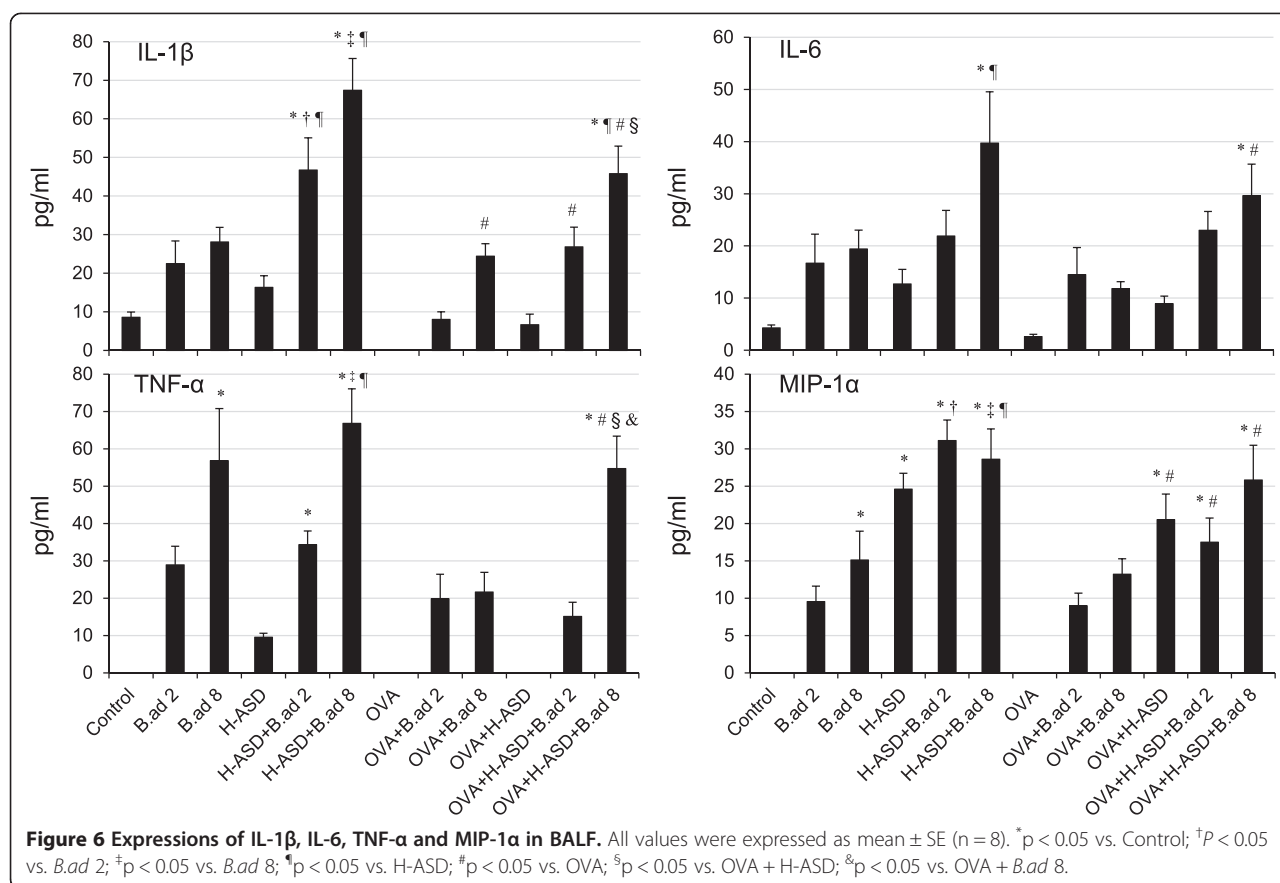 IL-1β
* † ¶
* ‡ ¶
#
#
* ¶ # §
80
70
60
50
40
30
20
10
0
pg/ml
IL-6
* ¶
* #
60
50
40
30
20
10
0
pg/ml
TNF-α
*
*
* ‡ ¶
* # § &
80
70
60
50
40
30
20
10
0
pg/ml
Control
B.ad 2
B.ad 8
H-ASD
H-ASD+B.ad 2
H-ASD+B.ad 8
OVA
OVA+B.ad 2
OVA+B.ad 8
OVA+H-ASD
OVA+H-ASD+B.ad 2
OVA+H-ASD+B.ad 8
MIP-1α
*
*
* †
* ‡ ¶
* #
* #
* #
40
35
30
25
20
15
10
5
0
pg/ml
Control
B.ad 2
B.ad 8
H-ASD
H-ASD+B.ad 2
H-ASD+B.ad 8
OVA
OVA+B.ad 2
OVA+B.ad 8
OVA+H-ASD
OVA+H-ASD+B.ad 2
OVA+H-ASD+B.ad 8
Figure 6 Expressions of IL-1β, IL-6, TNF-α and MIP-1α in BALF. All values were expressed as mean ± SE (n = 8). *p < 0.05 vs. Control; †P < 0.05
vs. B.ad 2; ‡p < 0.05 vs. B.ad 8; ¶p < 0.05 vs. H-ASD; #p < 0.05 vs. OVA; §p < 0.05 vs. OVA + H-ASD; &p < 0.05 vs. OVA + B.ad 8.